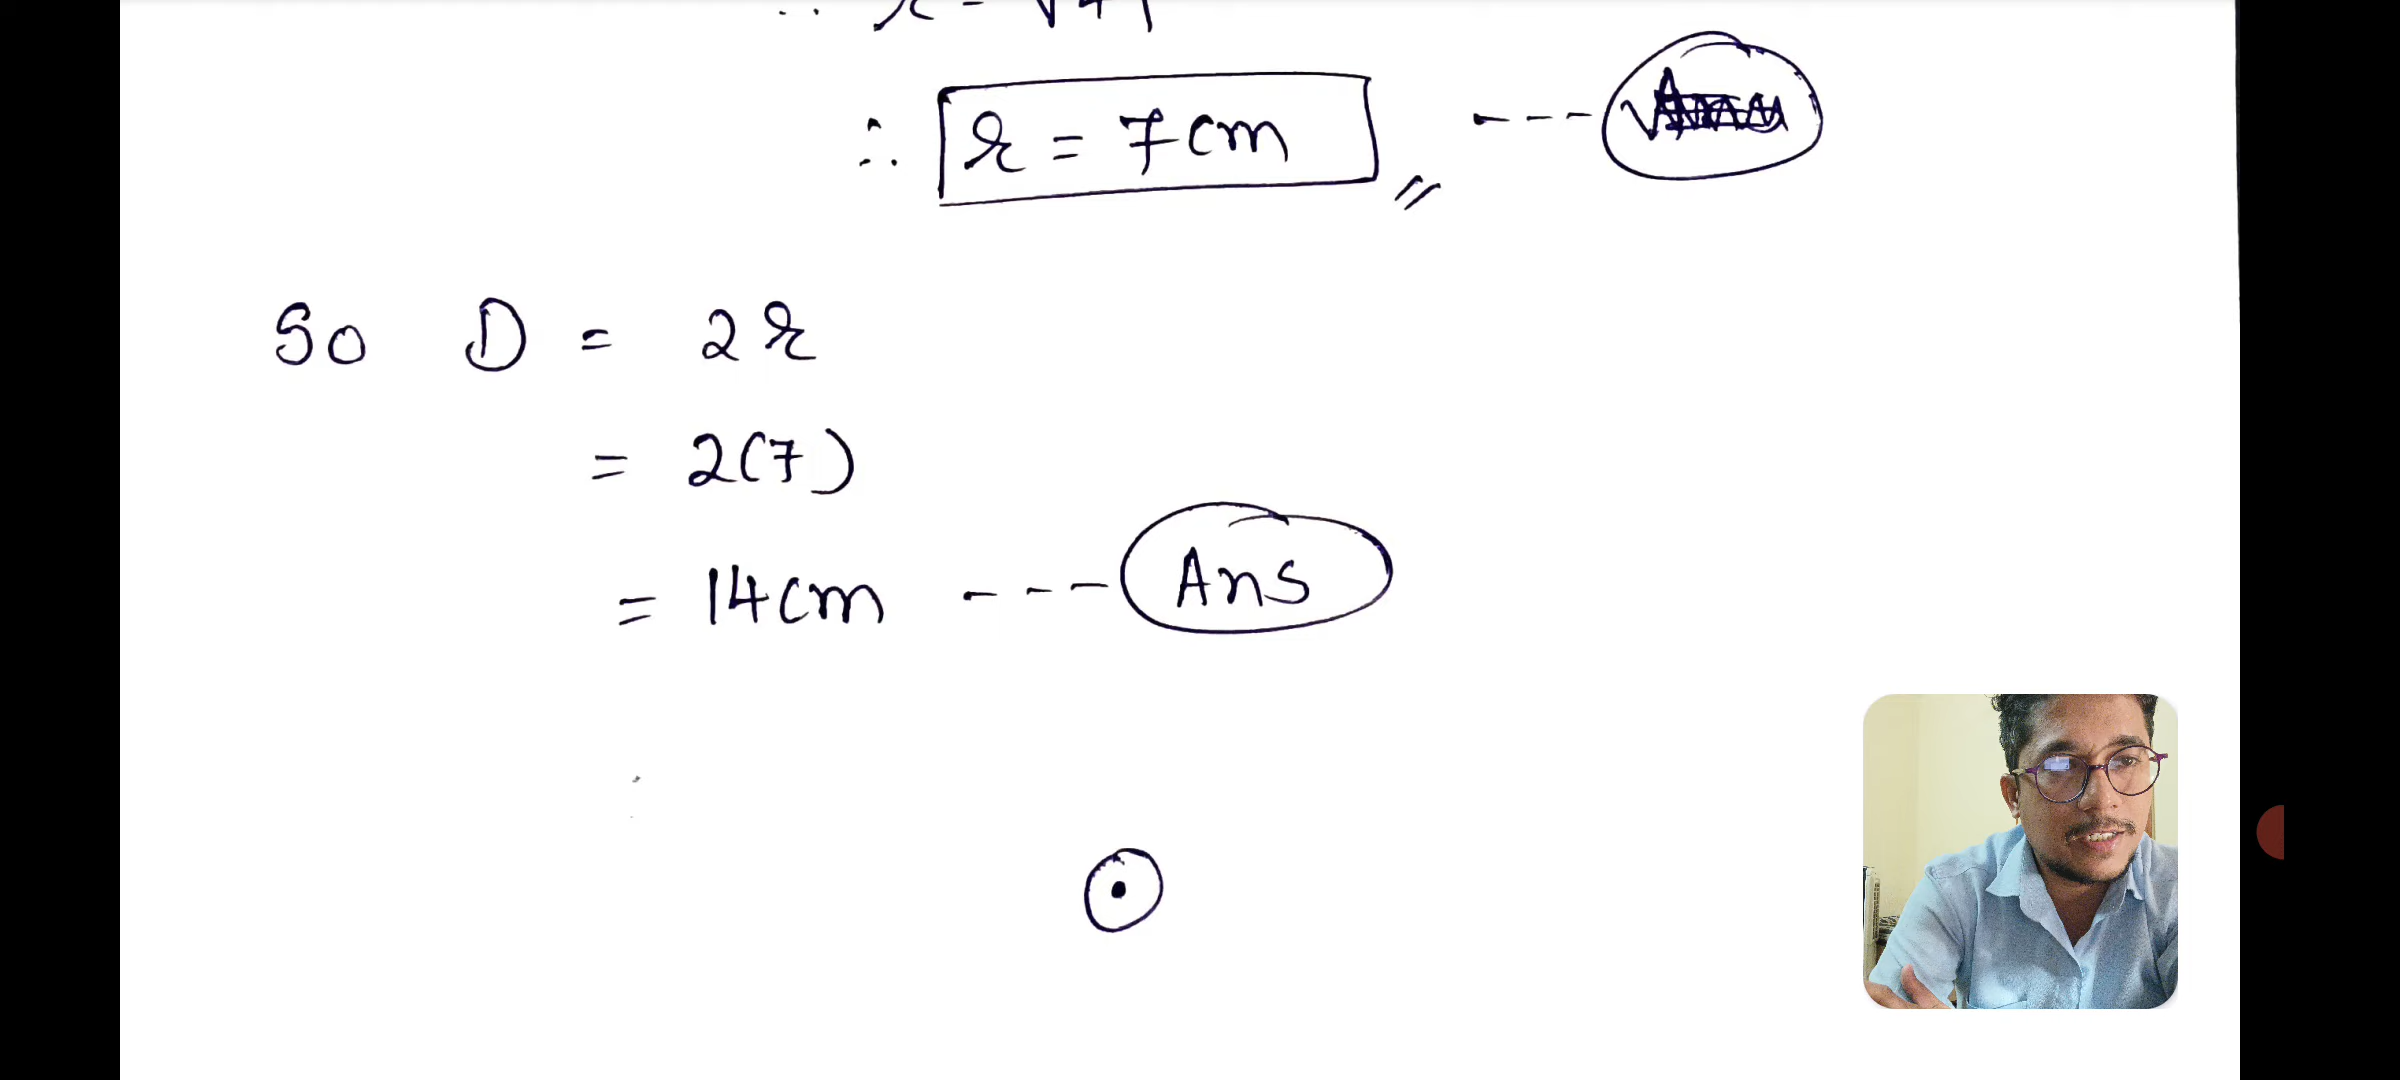 ∴ r = 7cm
So D = 2r
= 2(7)
= 14cm --- Ans